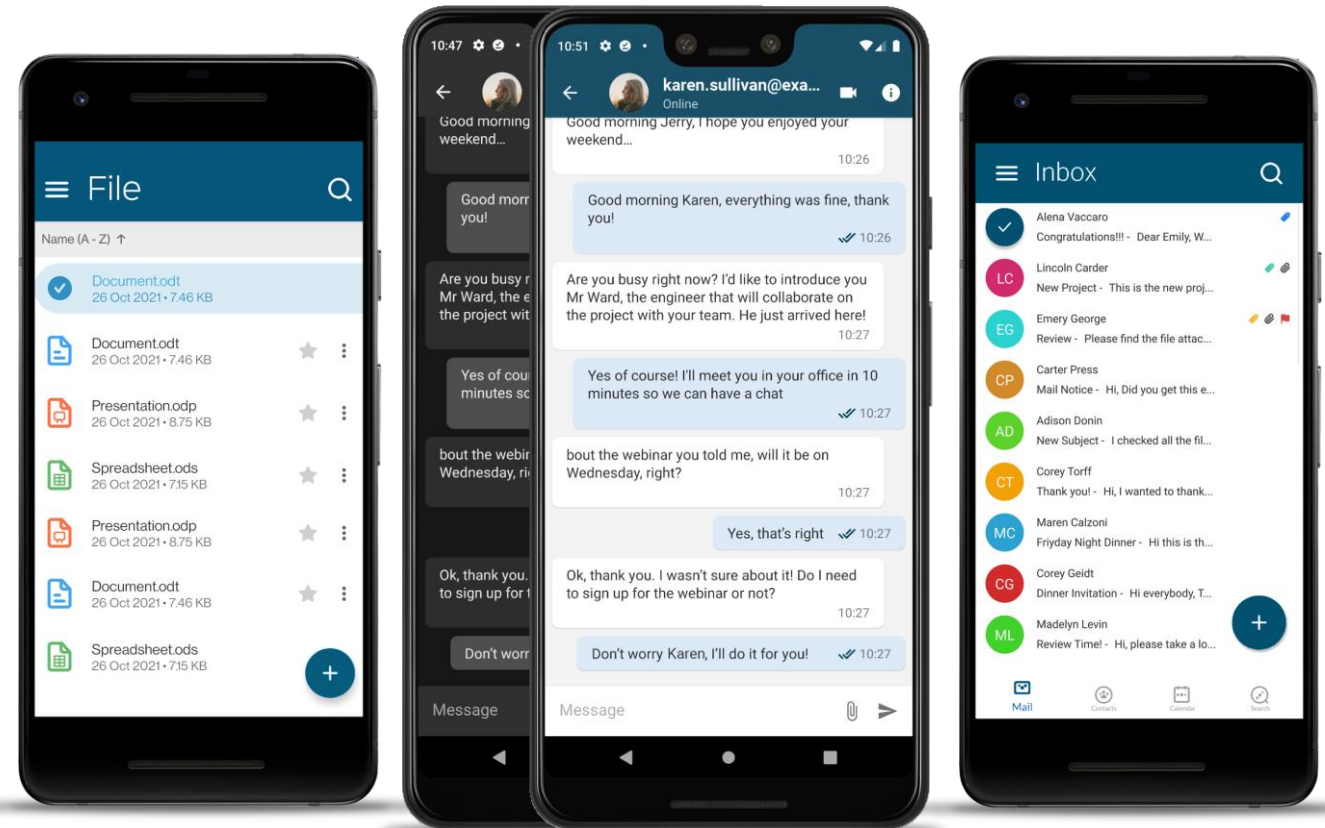 File
Name (A - Z) ↑
Document.odt
26 Oct 2021 • 7.46 KB
Document.odt
26 Oct 2021 • 7.46 KB
Presentation.odp
26 Oct 2021 • 8.75 KB
Spreadsheet.ods
26 Oct 2021 • 7.15 KB
Presentation.odp
26 Oct 2021 • 8.75 KB
Document.odt
26 Oct 2021 • 7.46 KB
Spreadsheet.ods
26 Oct 2021 • 7.15 KB
+
10:47
Good morning
weekend...
Good morn
you!
Are you busy r
Mr Ward, the e
the project wit
Yes of cou
minutes so
bout the webin
Wednesday, ri
Ok, thank you.
to sign up for t
Don't worr
Message
10:51
karen.sullivan@exa...
Online
Good morning Jerry, I hope you enjoyed your
weekend...
10:26
Good morning Karen, everything was fine, thank
you!
10:26
Are you busy right now? I'd like to introduce you
Mr Ward, the engineer that will collaborate on
the project with your team. He just arrived here!
10:27
Yes of course! I'll meet you in your office in 10
minutes so we can have a chat
10:27
bout the webinar you told me, will it be on
Wednesday, right?
10:27
Yes, that's right 10:27
Ok, thank you. I wasn't sure about it! Do I need
to sign up for the webinar or not?
10:27
Don't worry Karen, I'll do it for you! 10:27
Message
Inbox
Alena Vaccaro
Congratulations!!! - Dear Emily, W...
LC
Lincoln Carder
New Project - This is the new proj...
EG
Emery George
Review - Please find the file attac...
CP
Carter Press
Mail Notice - Hi, Did you get this e...
AD
Adison Donin
New Subject - I checked all the fil...
CT
Corey Torff
Thank you! - Hi, I wanted to thank...
MC
Maren Calzoni
Friyday Night Dinner - Hi this is th...
CG
Corey Geidt
Dinner Invitation - Hi everybody, T...
ML
Madelyn Levin
Review Time! - Hi, please take a lo...
+
Mail
Contacts
Calendar
Search